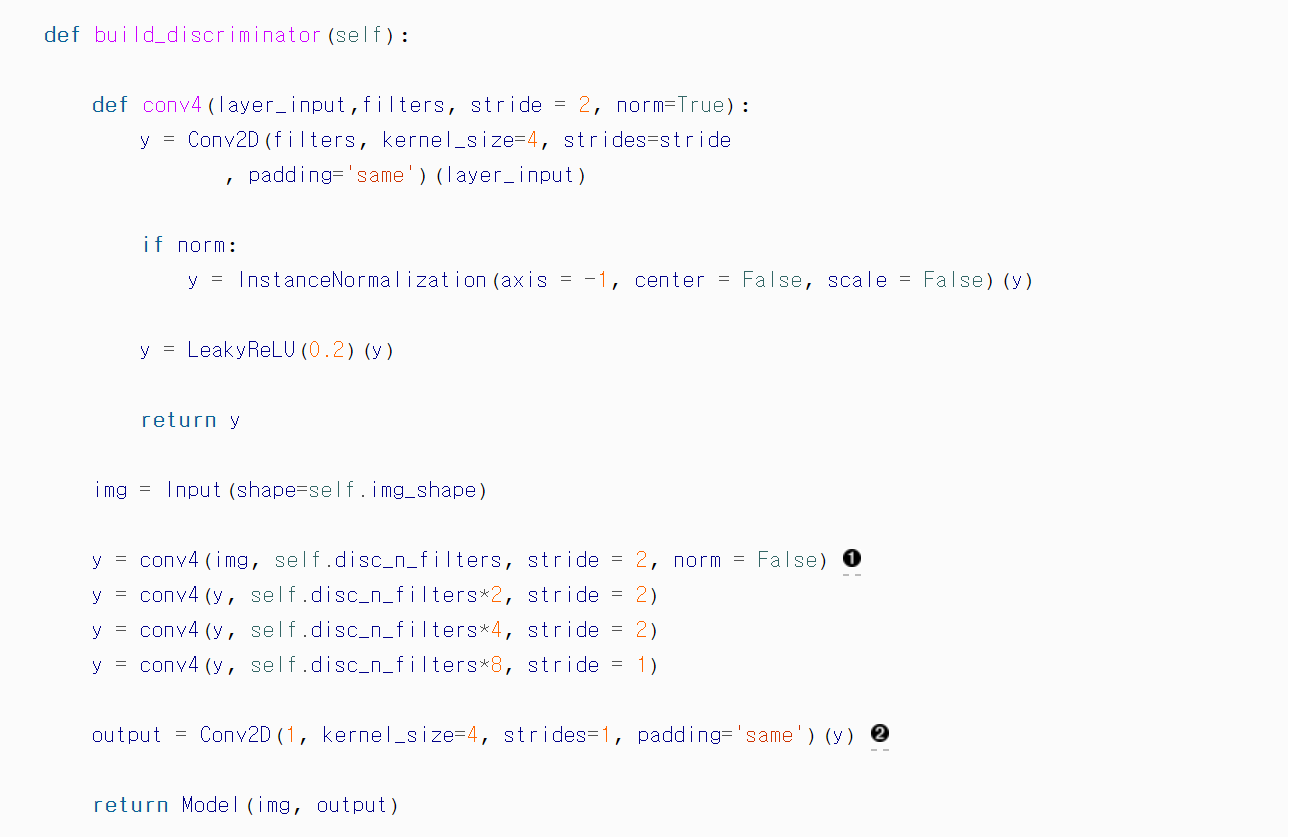 def build_discriminator(self):
def conv4(layer_input,filters, stride = 2, norm=True):
y = Conv2D(filters, kernel_size=4, strides=stride
, padding='same')(layer_input)
if norm:
y = InstanceNormalization(axis = -1, center = False, scale = False)(y)
y = LeakyReLU(0.2)(y)
return y
img = Input(shape=self.img_shape)
y = conv4(img, self.disc_n_filters, stride = 2, norm = False) ❶
y = conv4(y, self.disc_n_filters*2, stride = 2)
y = conv4(y, self.disc_n_filters*4, stride = 2)
y = conv4(y, self.disc_n_filters*8, stride = 1)
output = Conv2D(1, kernel_size=4, strides=1, padding='same')(y) ❷
return Model(img, output)